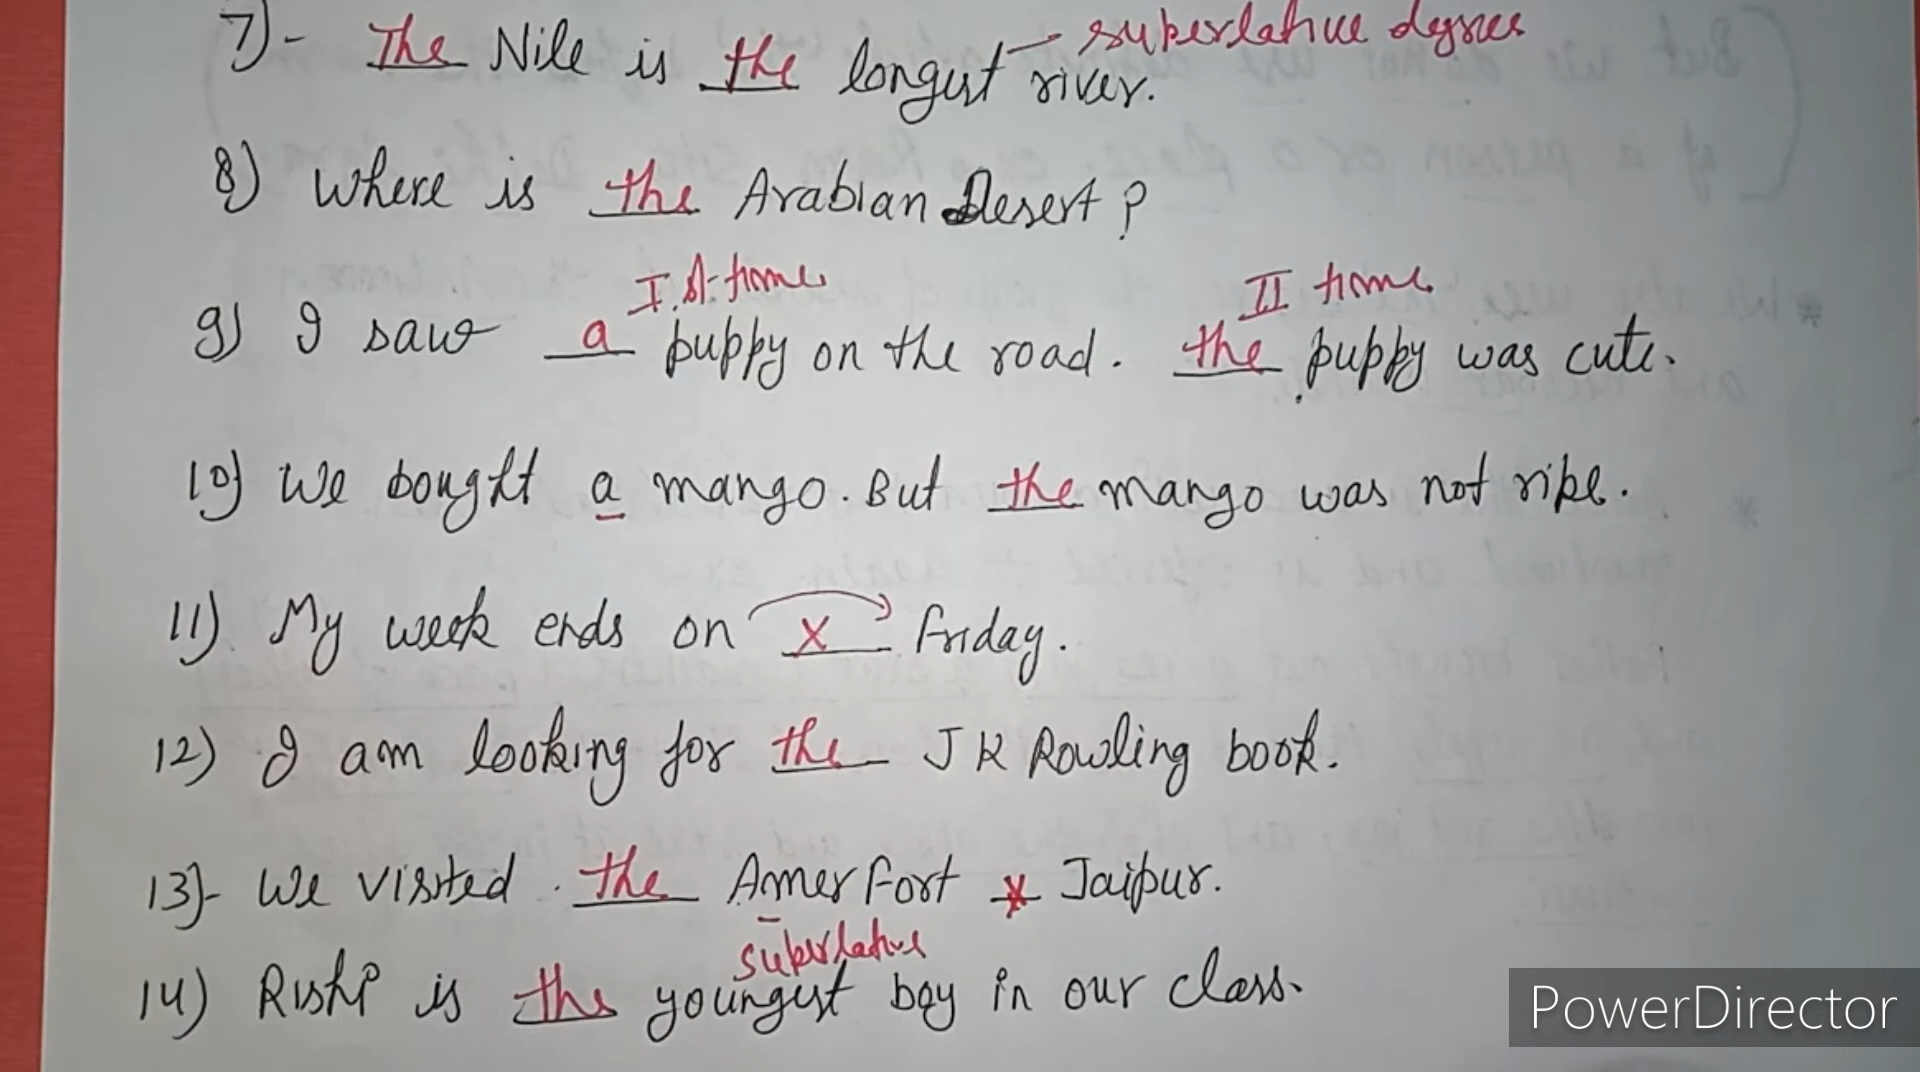 7)- The Nile is the longest river. - superlative degree
8) Where is the Arabian Desert?
I.st time II time
9) I saw a puppy on the road. the puppy was cute.
10) We bought a mango. But the mango was not ripe.
11) My week ends on x friday.
12) I am looking for the J K Rowling book.
13)- We visited the Amer fort x Jaipur.
superlative
14) Rishi is the youngest boy in our class.
PowerDirector